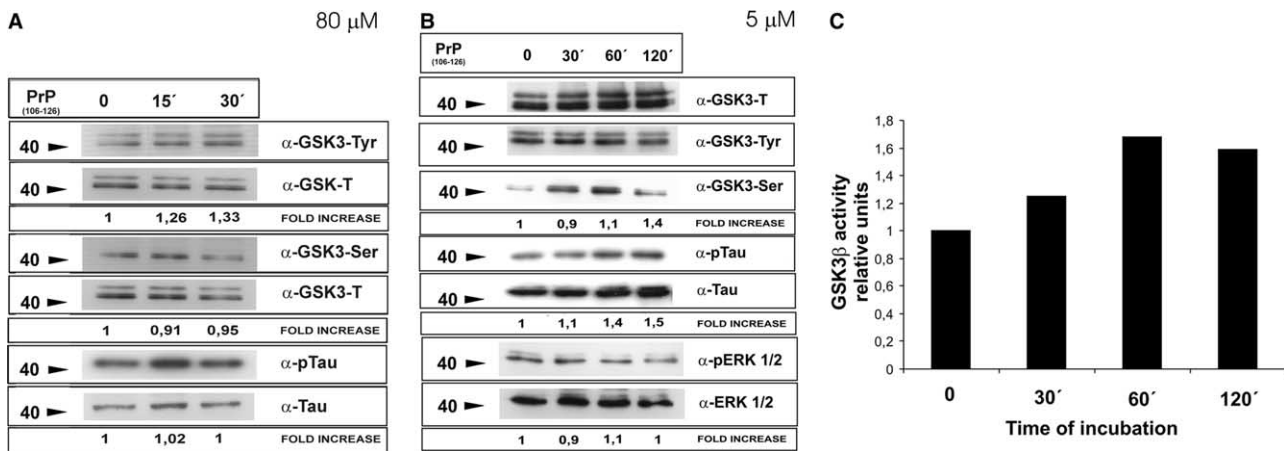 A 80 µM
PrP (106-126) 0 15´ 30´
40 α-GSK3-Tyr
40 α-GSK-T
1 1,26 1,33 FOLD INCREASE
40 α-GSK3-Ser
40 α-GSK3-T
1 0,91 0,95 FOLD INCREASE
40 α-pTau
40 α-Tau
1 1,02 1 FOLD INCREASE
B 5 µM
PrP (106-126) 0 30´ 60´ 120´
40 α-GSK3-T
40 α-GSK3-Tyr
40 α-GSK3-Ser
1 0,9 1,1 1,4 FOLD INCREASE
40 α-pTau
40 α-Tau
1 1,1 1,4 1,5 FOLD INCREASE
40 α-pERK 1/2
40 α-ERK 1/2
1 0,9 1,1 1 FOLD INCREASE
C
GSK3β activity
relative units
1,8
1,6
1,4
1,2
1
0,8
0,6
0,4
0,2
0
0 30´ 60´ 120´
Time of incubation